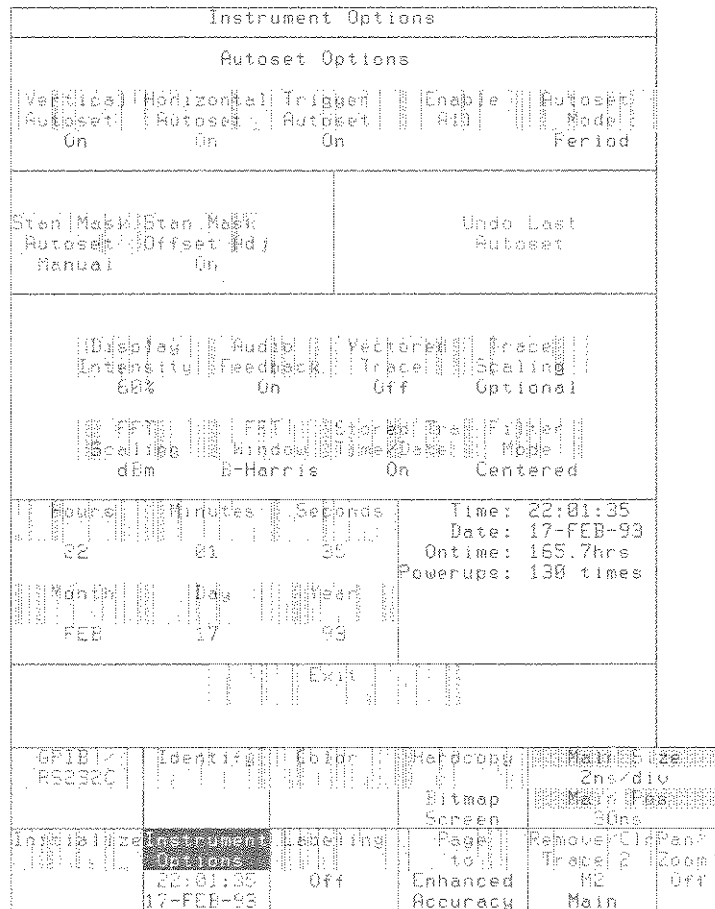 Instrument Options
Autoset Options
Vertical Horizontal Trigger Enable Autoset
Autoset Autoset Autoset Mode
On On On Period
Stan Mask Stan Mask Undo Last
Autoset Offset Adj Autoset
Manual On
Display Audio Vectored Trace
Intensity Feedback Trace Scaling
60% On Off Optional
FFT FFT Stored Tra Filter
Scaling Window Time/Date Mode
dBm B-Harris On Centered
Hours Minutes Seconds Time: 22:01:35
Date: 17-FEB-93
22 01 35 Ontime: 165.7hrs
Powerups: 130 times
Month Day Year
FEB 17 93
Exit
GPIB/ Identify Color Hardcopy Main Size
RS232C 2ns/div
Bitmap Main Pos
Screen 30ns
Initialize Instrument Labeling Page Remove/Clr Pan/
Options to Trace 2 Zoom
22:01:35 Off Enhanced M2 Off
17-FEB-93 Accuracy Main